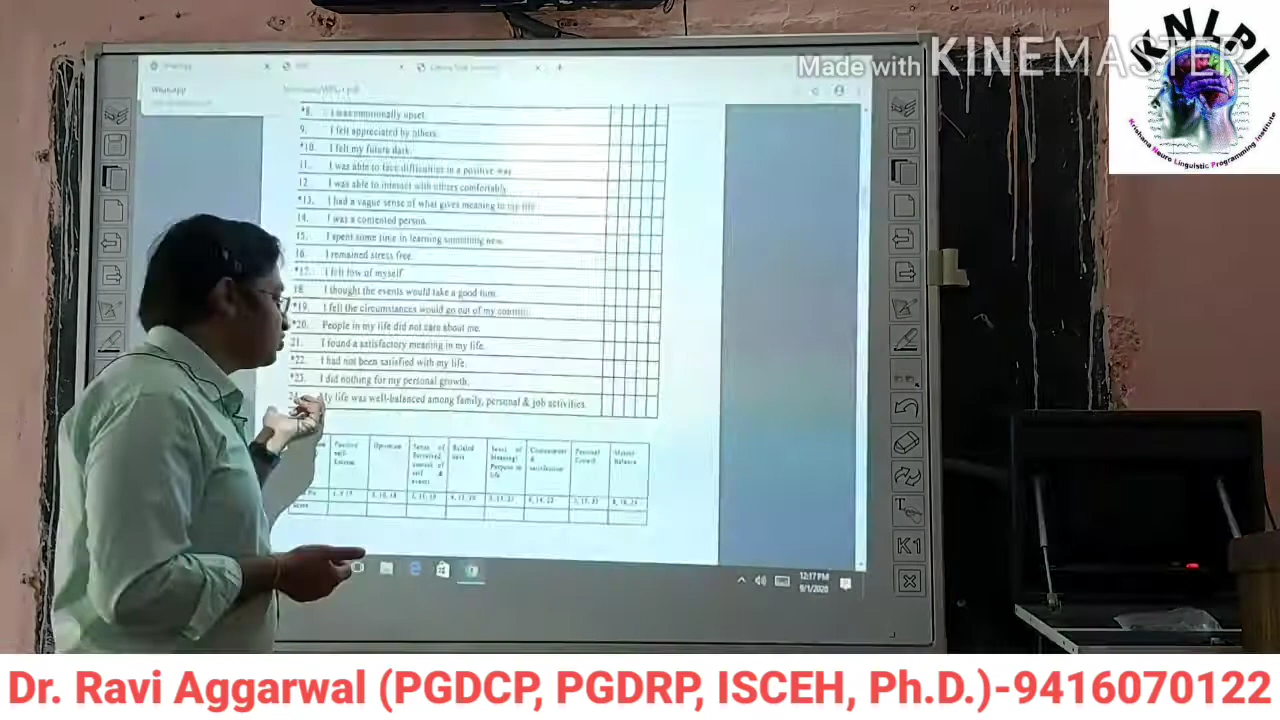 Made with KINEMASTER
KNLPI
Krishana Neuro Linguistic Programming Institute
WhatsApp
*8. I was emotionally upset.
9. I felt appreciated by others.
*10. I felt my future dark.
11. I was able to face difficulties in a positive way.
12. I was able to interact with others comfortably.
*13. I had a vague sense of what gives meaning to my life.
14. I was a contented person.
15. I spent some time in learning something new.
16. I remained stress free.
*17. I felt low of myself.
18. I thought the events would take a good turn.
*19. I felt the circumstances would go out of my control.
*20. People in my life did not care about me.
21. I found a satisfactory meaning in my life.
*22. I had not been satisfied with my life.
*23. I did nothing for my personal growth.
My life was well-balanced among family, personal & job activities.
Positive self-Esteem
Optimism
Sense of Perceived control of self & events
Sense of Meaning/ Purpose in life
Contentment & satisfaction
Personal Growth
balance
Score
T
K1
12:17 PM
9/1/2020
Dr. Ravi Aggarwal (PGDCP, PGDRP, ISCEH, Ph.D.)-9416070122